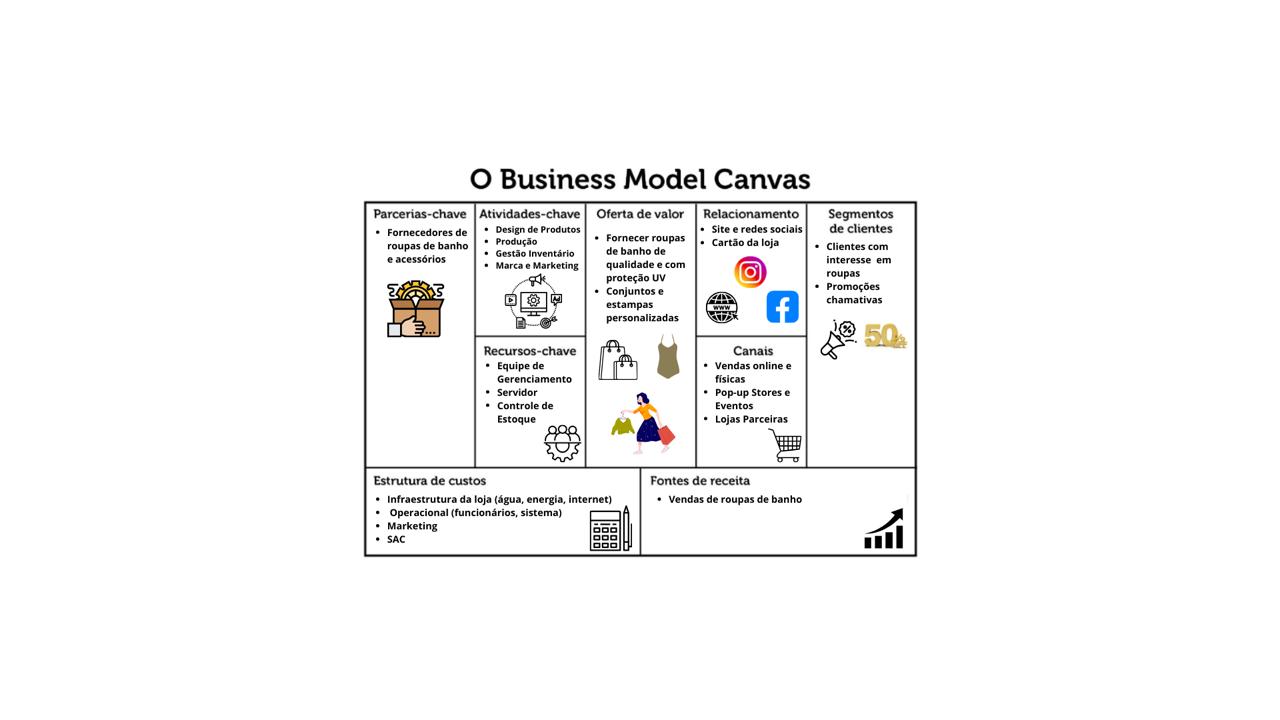 O Business Model Canvas
Parcerias-chave
• Fornecedores de
roupas de banho
e acessórios
Atividades-chave
• Design de Produtos
• Produção
• Gestão Inventário
• Marca e Marketing
Recursos-chave
• Equipe de
Gerenciamento
• Servidor
• Controle de
Estoque
Oferta de valor
• Fornecer roupas
de banho de
qualidade e com
proteção UV
• Conjuntos e
estampas
personalizadas
Relacionamento
• Site e redes sociais
• Cartão da loja
WWW
Canais
• Vendas online e
físicas
• Pop-up Stores e
Eventos
• Lojas Parceiras
Segmentos
de clientes
• Clientes com
interesse em
roupas
• Promoções
chamativas
%
50
Estrutura de custos
• Infraestrutura da loja (água, energia, internet)
• Operacional (funcionários, sistema)
• Marketing
• SAC
Fontes de receita
• Vendas de roupas de banho